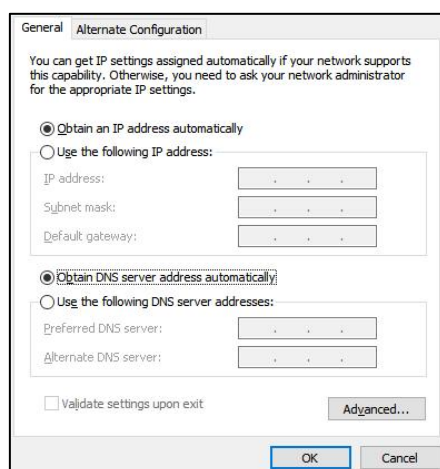 General
Alternate Configuration
You can get IP settings assigned automatically if your network supports
this capability. Otherwise, you need to ask your network administrator
for the appropriate IP settings.
Obtain an IP address automatically
Use the following IP address:
IP address:
Subnet mask:
Default gateway:
Obtain DNS server address automatically
Use the following DNS server addresses:
Preferred DNS server:
Alternate DNS server:
Validate settings upon exit
Advanced...
OK
Cancel